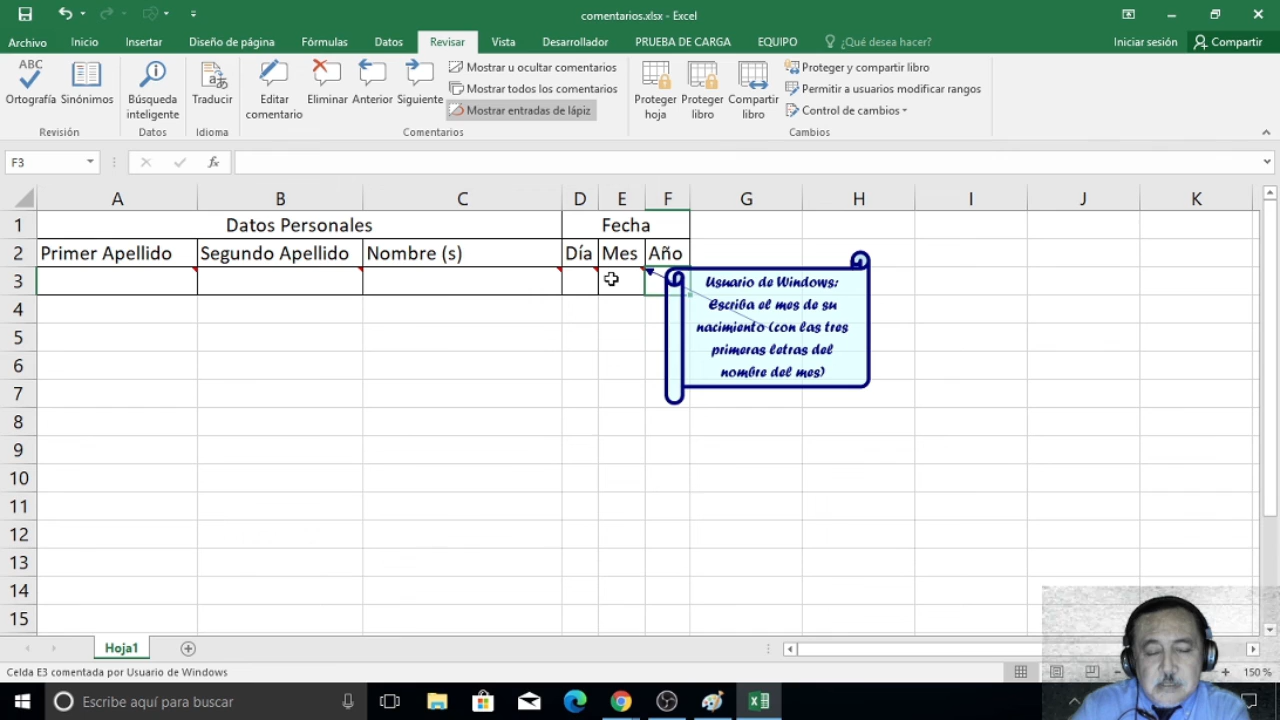 comentarios.xlsx - Excel
Archivo Inicio Insertar Diseño de página Fórmulas Datos Revisar Vista Desarrollador PRUEBA DE CARGA EQUIPO ¿Qué desea hacer? Iniciar sesión Compartir
ABC
Ortografía Sinónimos Búsqueda inteligente Traducir Editar comentario Eliminar Anterior Siguiente
Mostrar u ocultar comentarios
Mostrar todos los comentarios
Mostrar entradas de lápiz
Proteger hoja Proteger libro Compartir libro
Proteger y compartir libro
Permitir a usuarios modificar rangos
Control de cambios
Revisión Datos Idioma Comentarios Cambios
F3 fx
A B C D E F G H I J K
1 Datos Personales Fecha
2 Primer Apellido Segundo Apellido Nombre (s) Día Mes Año
3
Usuario de Windows:
Escriba el mes de su
nacimiento (con las tres
primeras letras del
nombre del mes)
4
5
6
7
8
9
10
11
12
13
14
15
Hoja1
Celda E3 comentada por Usuario de Windows
150 %
Escribe aquí para buscar